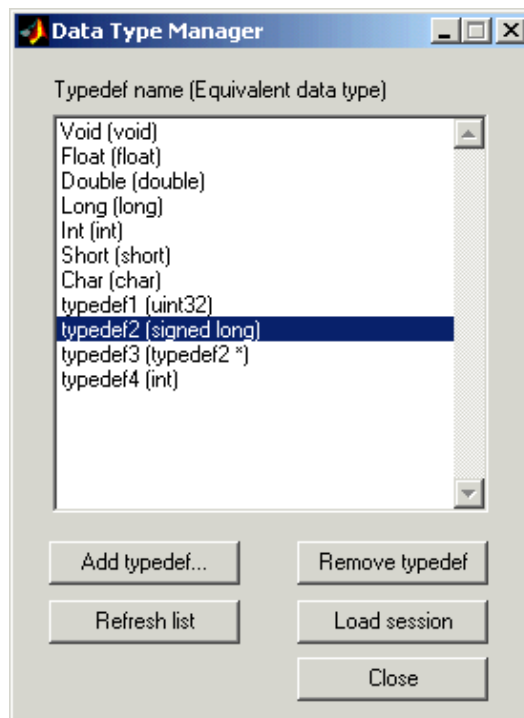 Data Type Manager
Typedef name (Equivalent data type)
Void (void)
Float (float)
Double (double)
Long (long)
Int (int)
Short (short)
Char (char)
typedef1 (uint32)
typedef2 (signed long)
typedef3 (typedef2 *)
typedef4 (int)
Add typedef...
Remove typedef
Refresh list
Load session
Close